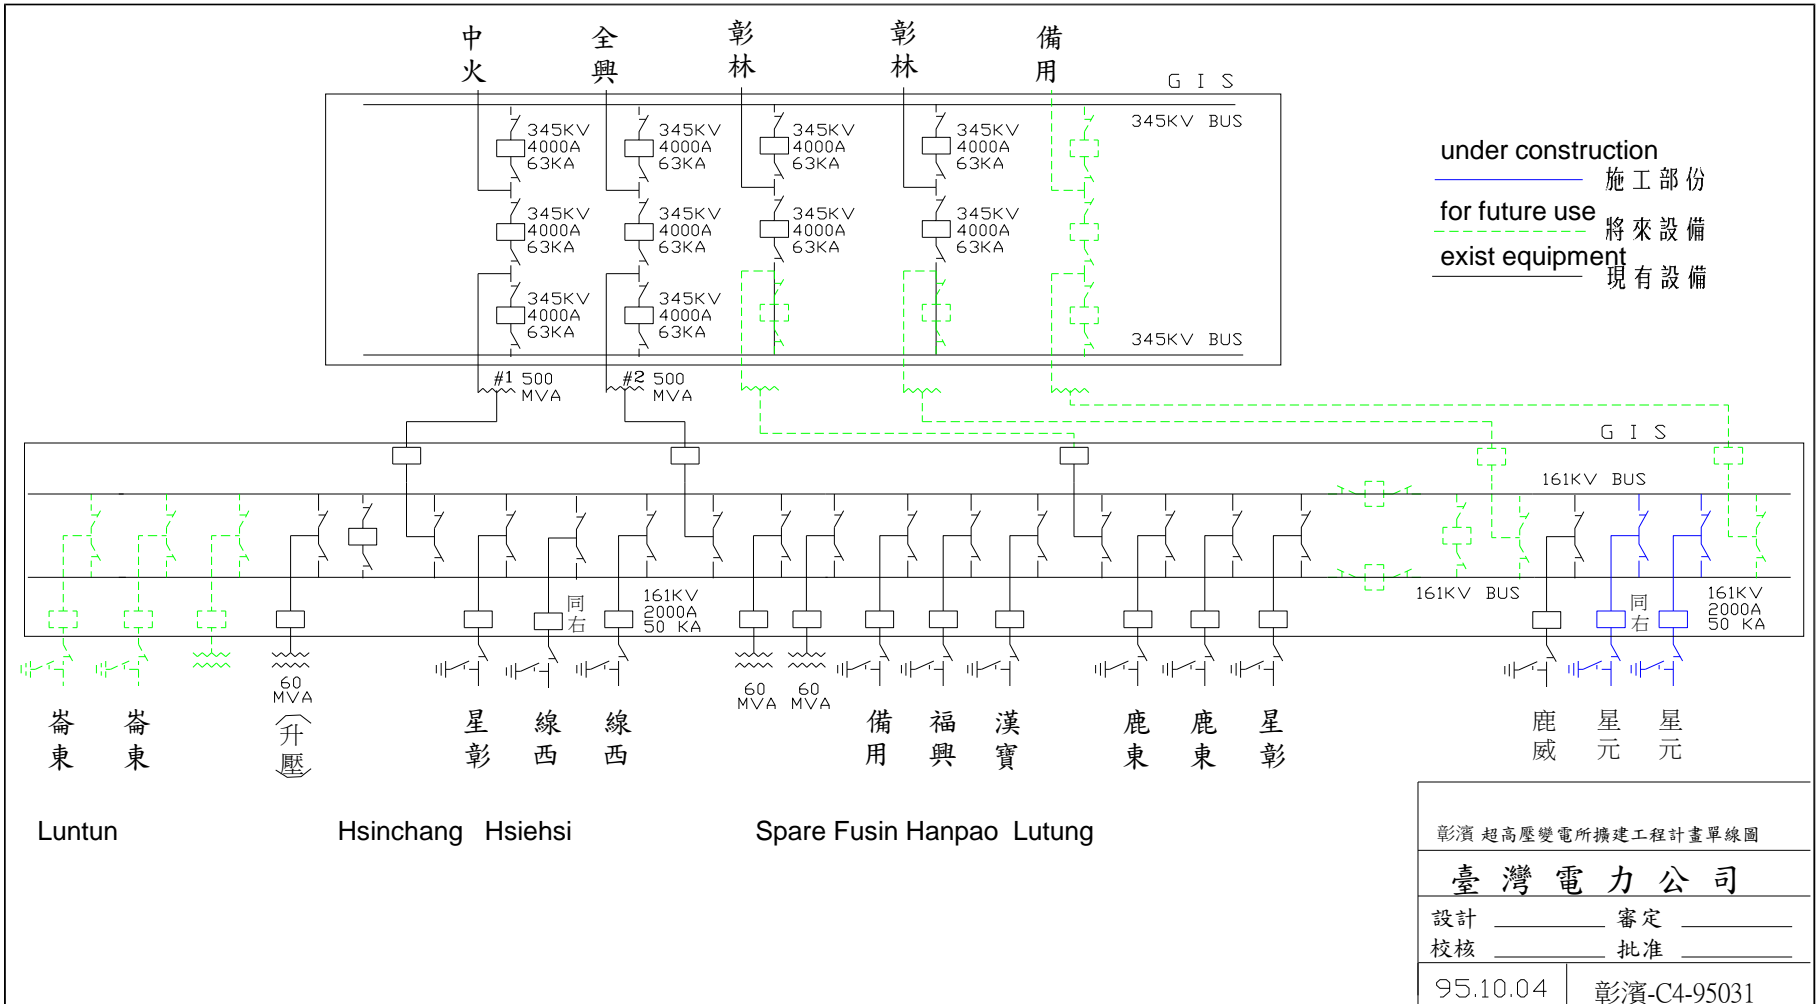 中火
全興
彰林
彰林
備用
G I S
345KV BUS
345KV
4000A
63KA
345KV
4000A
63KA
345KV
4000A
63KA
345KV
4000A
63KA
345KV
4000A
63KA
345KV
4000A
63KA
345KV
4000A
63KA
345KV
4000A
63KA
345KV
4000A
63KA
345KV
4000A
63KA
345KV BUS
under construction
施工部份
for future use
將來設備
exist equipment
現有設備
#1 500
MVA
#2 500
MVA
G I S
161KV BUS
161KV BUS
同右
161KV
2000A
50 KA
同右
161KV
2000A
50 KA
60
MVA
60
MVA
60
MVA
崙東
崙東
(升壓)
星彰
線西
線西
備用
福興
漢寶
鹿東
鹿東
星彰
鹿威
星元
星元
Luntun
Hsinchang
Hsiehsi
Spare Fusin Hanpao Lutung
彰濱 超高壓變電所擴建工程計畫單線圖
臺灣電力公司
設計
審定
校核
批准
95.10.04
彰濱-C4-95031